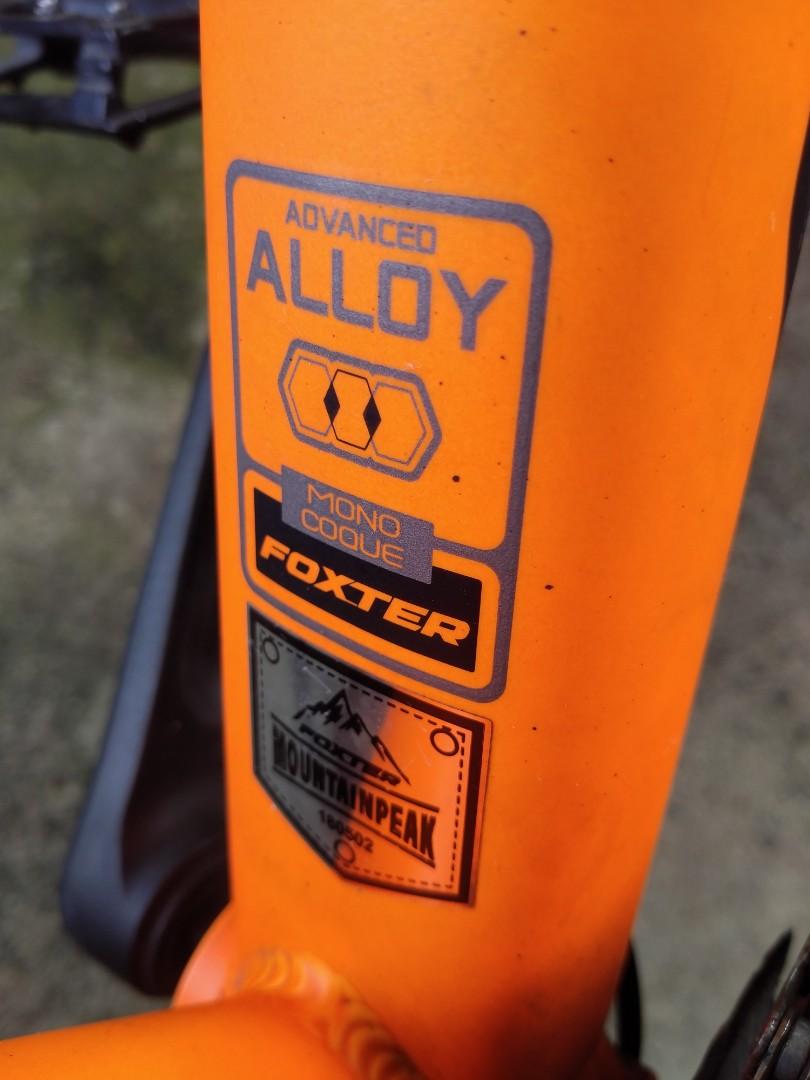 ADVANCED
ALLOY
MONO
COQUE
FOXTER
FOXTER
MOUNTAINPEAK
180502